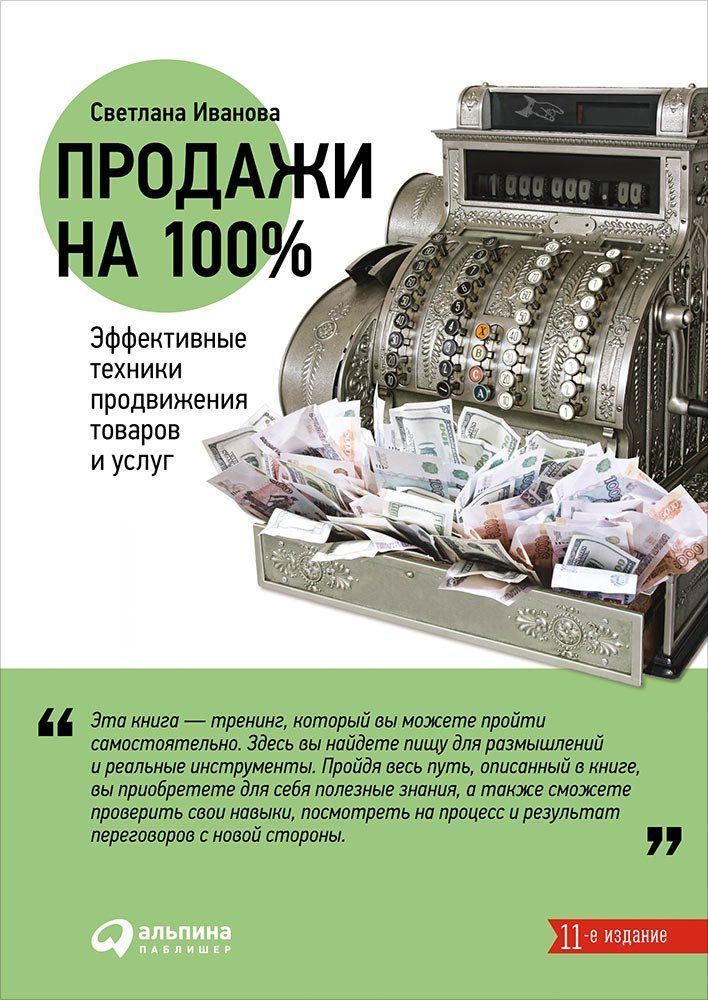 Светлана Иванова
ПРОДАЖИ
НА 100%
Эффективные
техники
продвижения
товаров
и услуг
“ Эта книга — тренинг, который вы можете пройти
самостоятельно. Здесь вы найдете пищу для размышлений
и реальные инструменты. Пройдя весь путь, описанный в книге,
вы приобретете для себя полезные знания, а также сможете
проверить свои навыки, посмотреть на процесс и результат
переговоров с новой стороны. ”
альпина
ПАБЛИШЕР
11-е издание